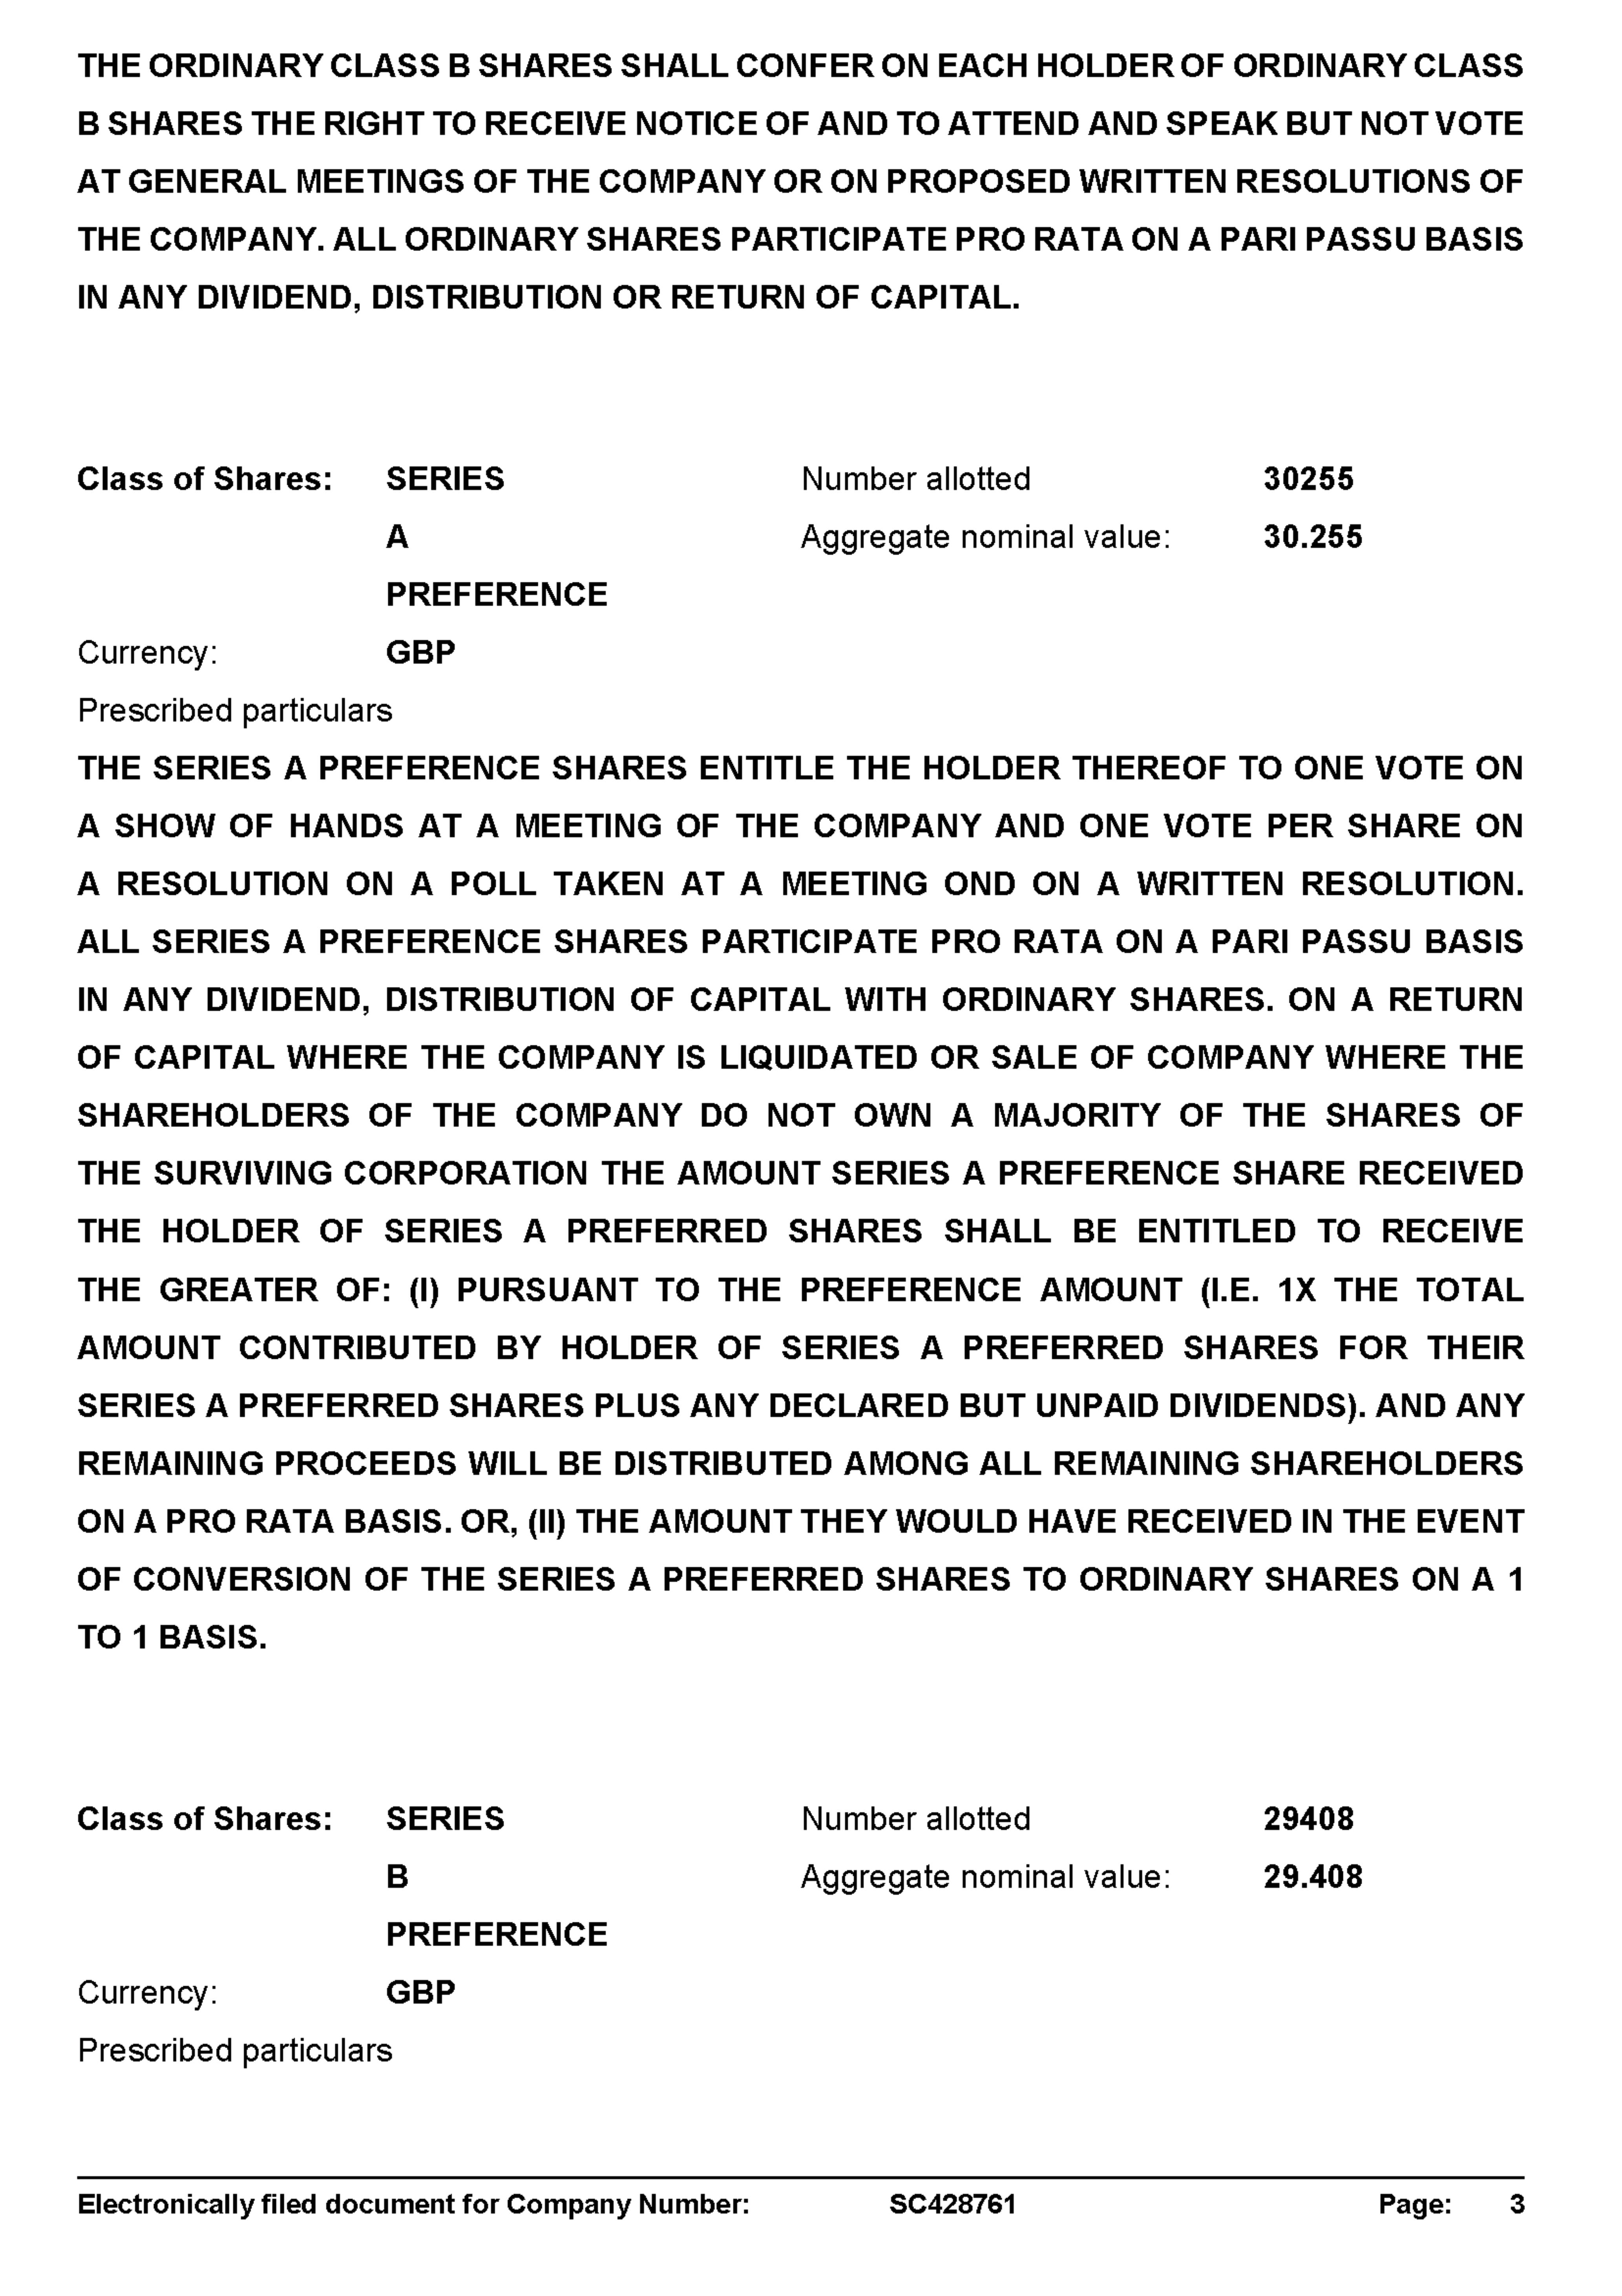 THE ORDINARY CLASS B SHARES SHALL CONFER ON EACH HOLDER OF ORDINARY CLASS
B SHARES THE RIGHT TO RECEIVE NOTICE OF AND TO ATTEND AND SPEAK BUT NOT VOTE
AT GENERAL MEETINGS OF THE COMPANY OR ON PROPOSED WRITTEN RESOLUTIONS OF
THE COMPANY. ALL ORDINARY SHARES PARTICIPATE PRO RATA ON A PARI PASSU BASIS
IN ANY DIVIDEND, DISTRIBUTION OR RETURN OF CAPITAL.
Class of Shares: SERIES Number allotted 30255
A Aggregate nominal value: 30.255
PREFERENCE
Currency: GBP
Prescribed particulars
THE SERIES A PREFERENCE SHARES ENTITLE THE HOLDER THEREOF TO ONE VOTE ON
A SHOW OF HANDS AT A MEETING OF THE COMPANY AND ONE VOTE PER SHARE ON
A RESOLUTION ON A POLL TAKEN AT A MEETING OND ON A WRITTEN RESOLUTION.
ALL SERIES A PREFERENCE SHARES PARTICIPATE PRO RATA ON A PARI PASSU BASIS
IN ANY DIVIDEND, DISTRIBUTION OF CAPITAL WITH ORDINARY SHARES. ON A RETURN
OF CAPITAL WHERE THE COMPANY IS LIQUIDATED OR SALE OF COMPANY WHERE THE
SHAREHOLDERS OF THE COMPANY DO NOT OWN A MAJORITY OF THE SHARES OF
THE SURVIVING CORPORATION THE AMOUNT SERIES A PREFERENCE SHARE RECEIVED
THE HOLDER OF SERIES A PREFERRED SHARES SHALL BE ENTITLED TO RECEIVE
THE GREATER OF: (I) PURSUANT TO THE PREFERENCE AMOUNT (I.E. 1X THE TOTAL
AMOUNT CONTRIBUTED BY HOLDER OF SERIES A PREFERRED SHARES FOR THEIR
SERIES A PREFERRED SHARES PLUS ANY DECLARED BUT UNPAID DIVIDENDS). AND ANY
REMAINING PROCEEDS WILL BE DISTRIBUTED AMONG ALL REMAINING SHAREHOLDERS
ON A PRO RATA BASIS. OR, (II) THE AMOUNT THEY WOULD HAVE RECEIVED IN THE EVENT
OF CONVERSION OF THE SERIES A PREFERRED SHARES TO ORDINARY SHARES ON A 1
TO 1 BASIS.
Class of Shares: SERIES Number allotted 29408
B Aggregate nominal value: 29.408
PREFERENCE
Currency: GBP
Prescribed particulars
Electronically filed document for Company Number: SC428761 Page: 3